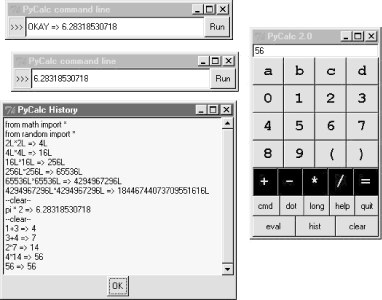 PyCalc command line
>>> OKAY => 6.28318530718 Run
PyCalc command line
>>> 6.28318530718 Run
PyCalc History
from math import *
from random import *
2L*2L => 4L
4L*4L => 16L
16L*16L => 256L
256L*256L => 65536L
65536L*65536L => 4294967296L
4294967296L*4294967296L => 18446744073709551616L
--clear--
pi * 2 => 6.28318530718
--clear--
1+3 => 4
3+4 => 7
2*7 => 14
4*14 => 56
56 => 56
OK
PyCalc 2.0
56
a b c d
0 1 2 3
4 5 6 7
8 9 ( )
+ - * / =
cmd dot long help quit
eval hist clear